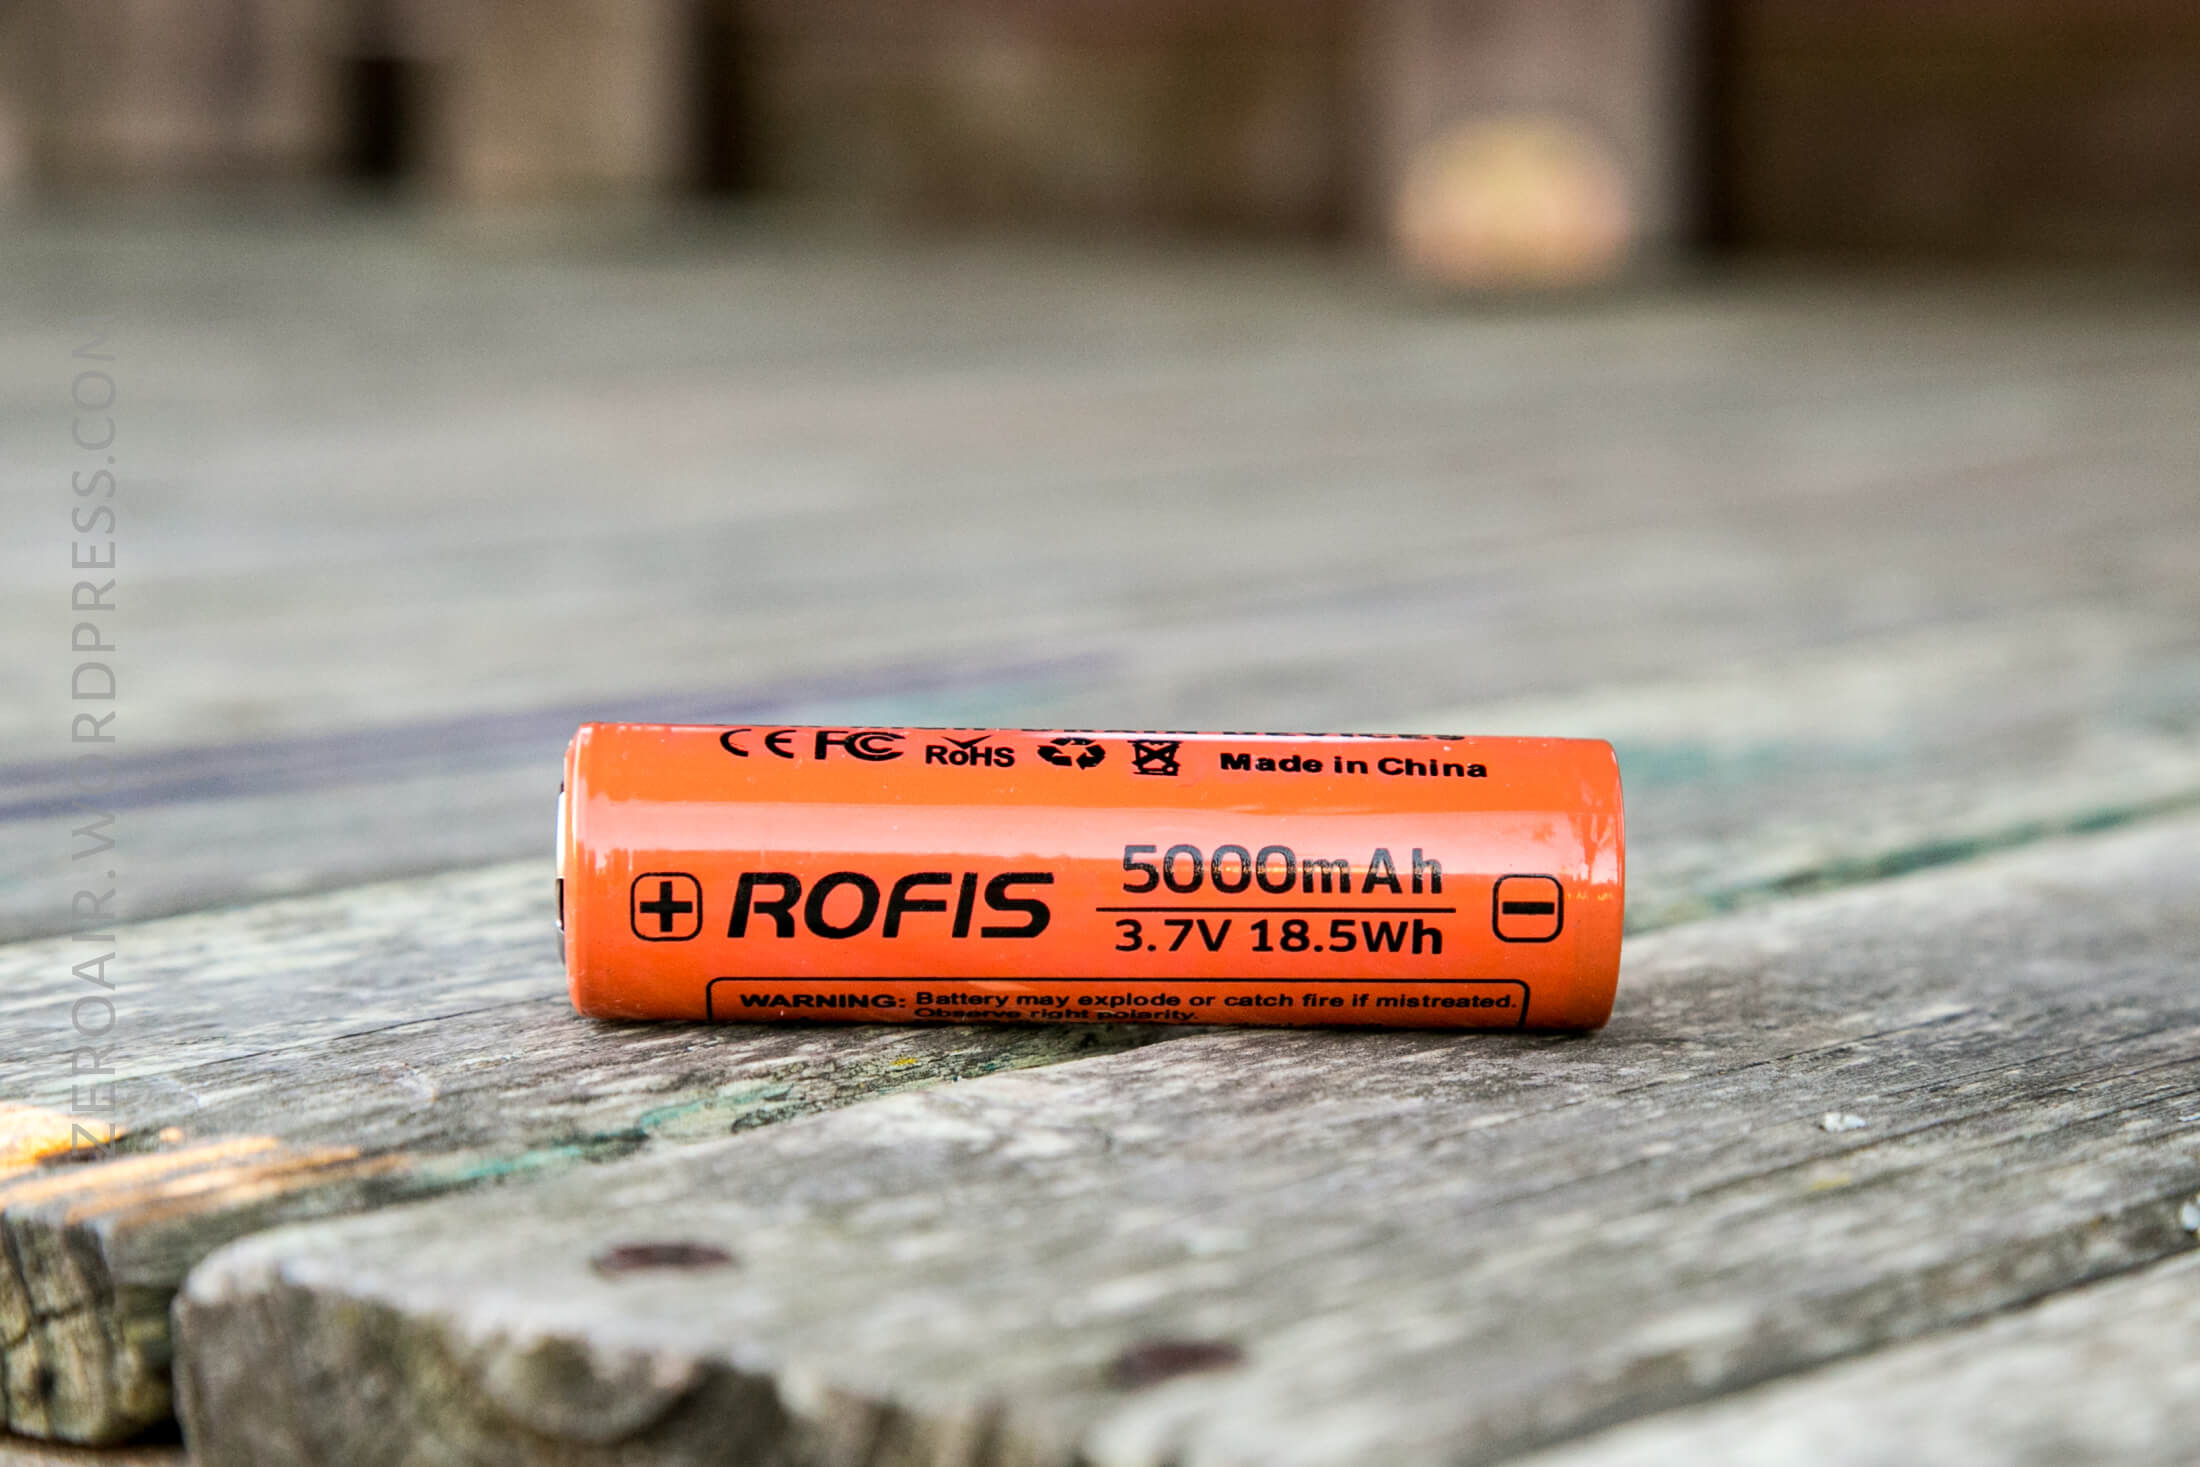 CE FC RoHS Made in China
+ ROFIS 5000mAh −
3.7V 18.5Wh
WARNING: Battery may explode or catch fire if mistreated.
Observe right polarity.
ZEROAIR.WORDPRESS.COM